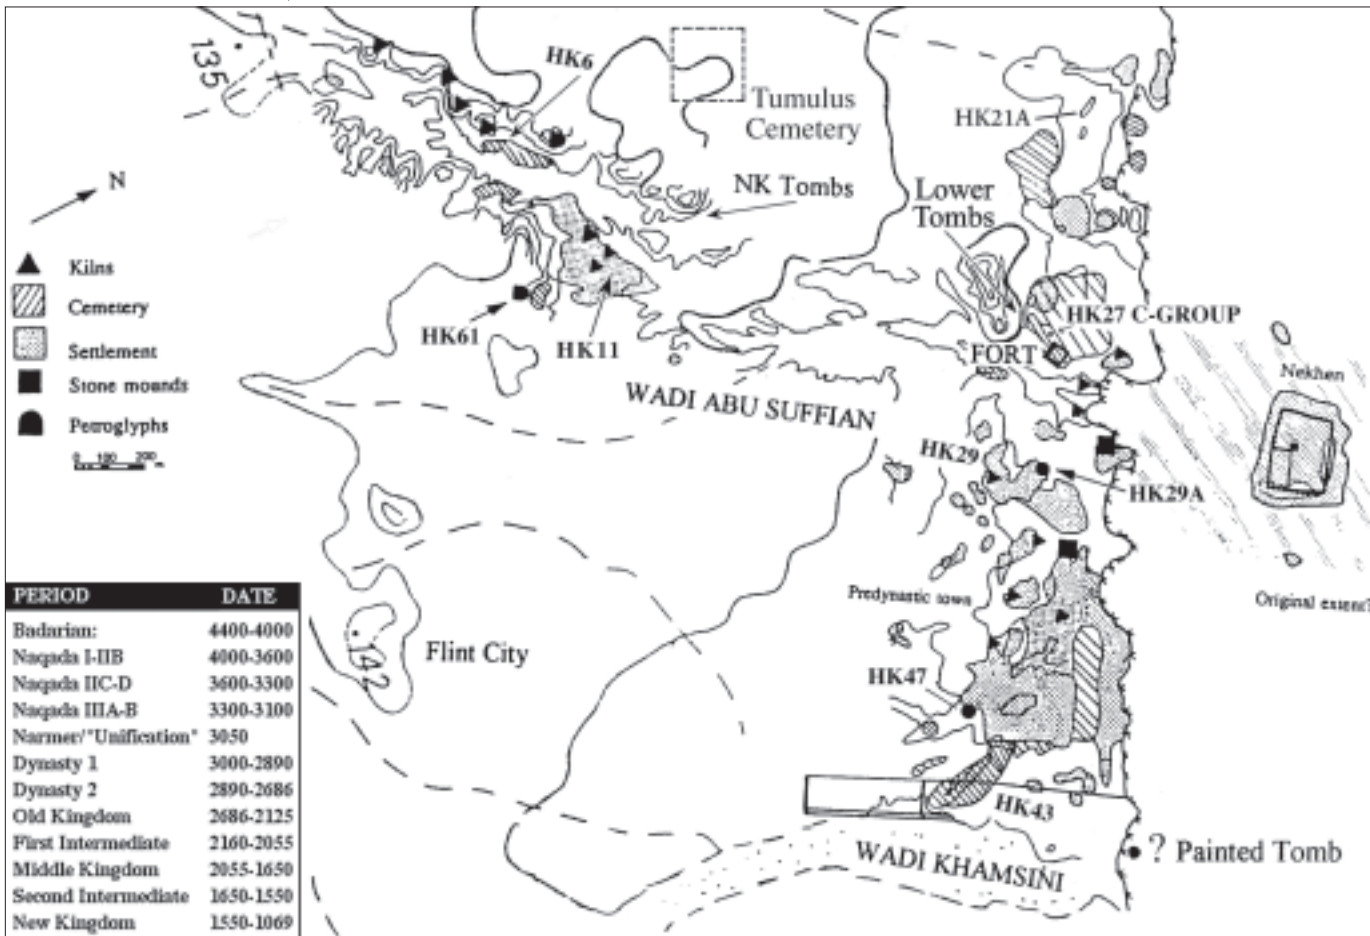 135
HK6
Tumulus
Cemetery
HK21A
N
NK Tombs
Lower
Tombs
Kilns
Cemetery
Settlement
Stone mounds
Petroglyphs
0 100 200 m
HK61
HK11
HK27 C-GROUP
FORT
Nekhen
WADI ABU SUFFIAN
HK29
HK29A
Predynastic town
Original extent?
Flint City
142
HK47
HK43
WADI KHAMSINI
? Painted Tomb
PERIOD DATE
Badarian: 4400-4000
Naqada I-IIB 4000-3600
Naqada IIC-D 3600-3300
Naqada IIIA-B 3300-3100
Narmer/"Unification" 3050
Dynasty 1 3000-2890
Dynasty 2 2890-2686
Old Kingdom 2686-2125
First Intermediate 2160-2055
Middle Kingdom 2055-1650
Second Intermediate 1650-1550
New Kingdom 1550-1069